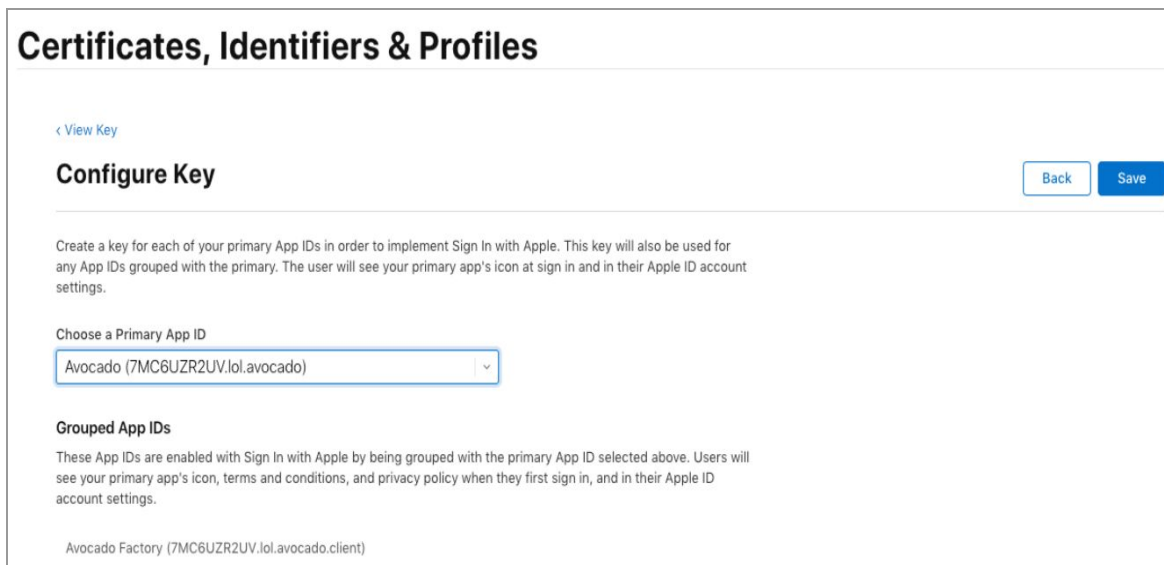 Certificates, Identifiers & Profiles
‹ View Key
Configure Key
Back
Save
Create a key for each of your primary App IDs in order to implement Sign In with Apple. This key will also be used for
any App IDs grouped with the primary. The user will see your primary app's icon at sign in and in their Apple ID account
settings.
Choose a Primary App ID
Avocado (7MC6UZR2UV.lol.avocado)
Grouped App IDs
These App IDs are enabled with Sign In with Apple by being grouped with the primary App ID selected above. Users will
see your primary app's icon, terms and conditions, and privacy policy when they first sign in, and in their Apple ID
account settings.
Avocado Factory (7MC6UZR2UV.lol.avocado.client)